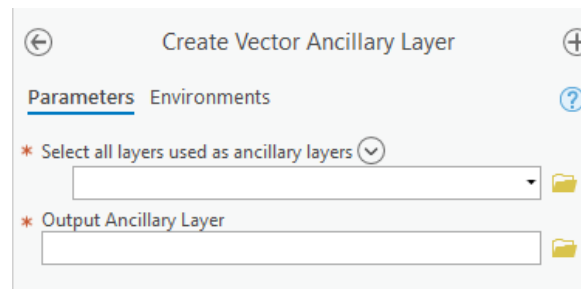 Create Vector Ancillary Layer
Parameters Environments
* Select all layers used as ancillary layers
* Output Ancillary Layer